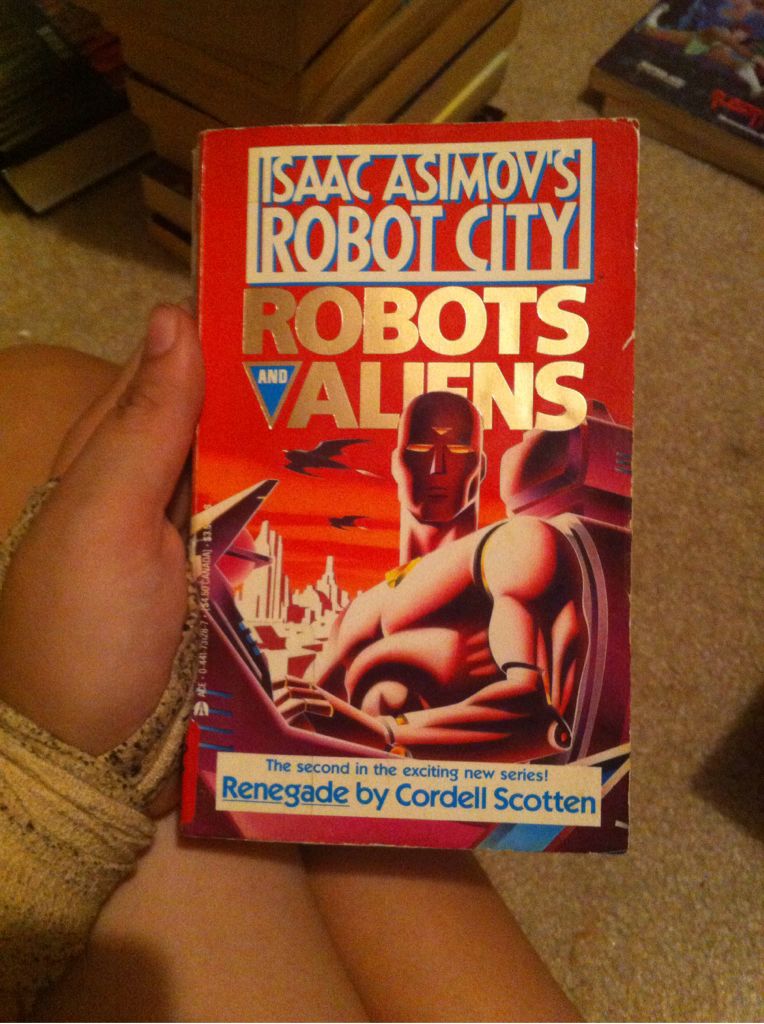 ISAAC ASIMOV'S
ROBOT CITY
ROBOTS
AND ALIENS
The second in the exciting new series!
Renegade by Cordell Scotten